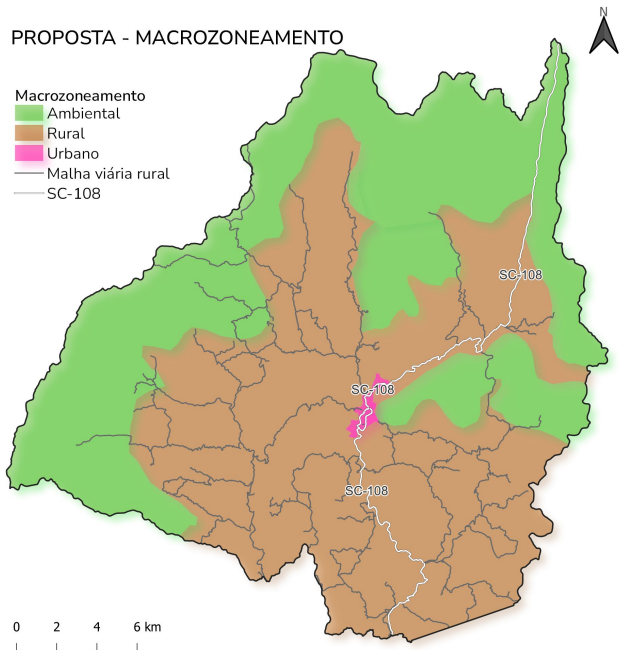 N
PROPOSTA - MACROZONEAMENTO
Macrozoneamento
Ambiental
Rural
Urbano
Malha viária rural
SC-108
SC-108
SC-108
SC-108
0 2 4 6 km